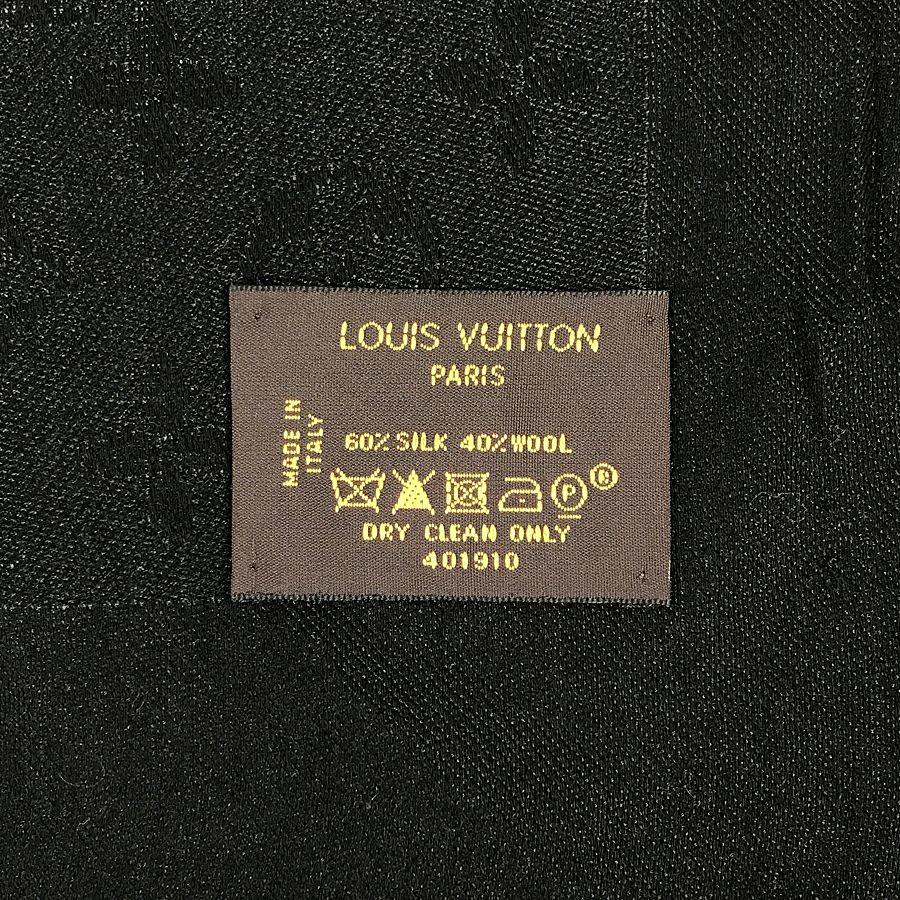 LOUIS VUITTON
PARIS
MADE IN
ITALY
60% SILK 40% WOOL
P ®
DRY CLEAN ONLY
401910